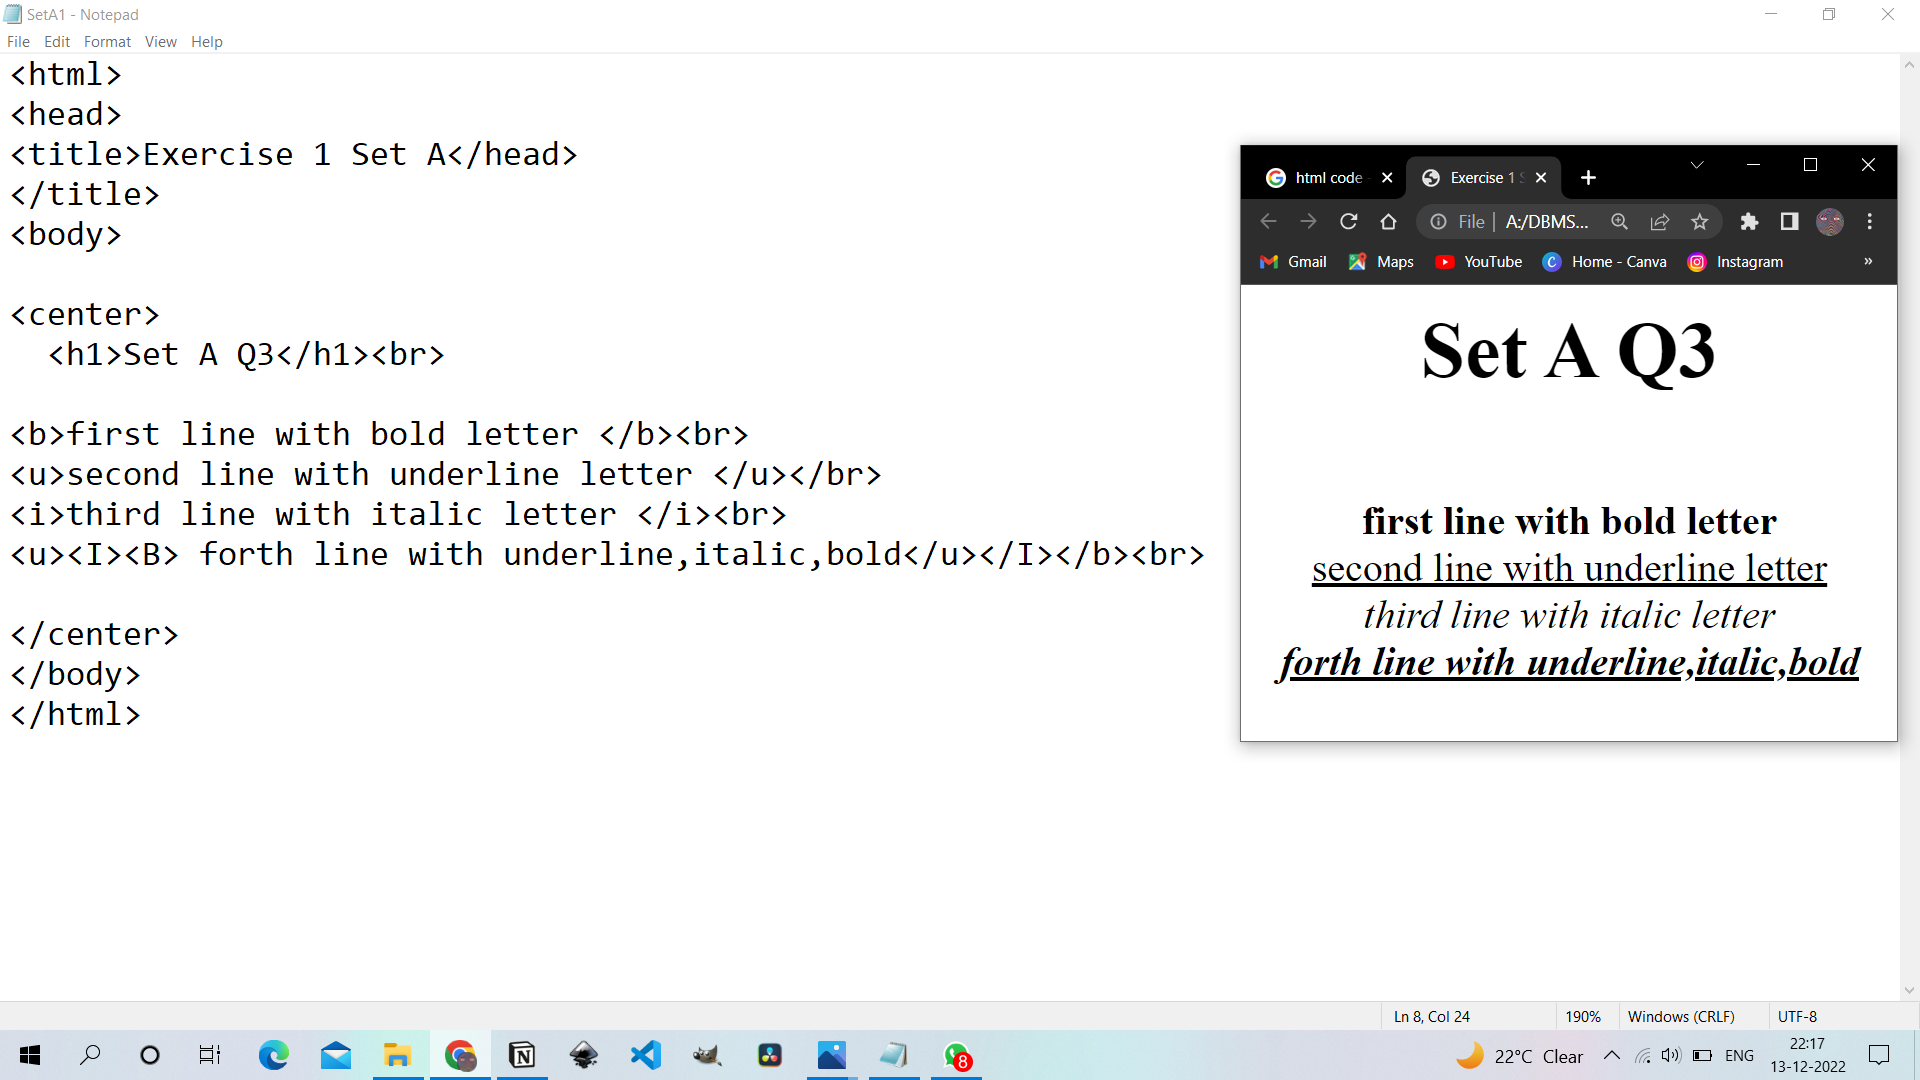 SetA1 - Notepad
File Edit Format View Help
<html>
<head>
<title>Exercise 1 Set A</head>
</title>
<body>
<center>
<h1>Set A Q3</h1><br>
<b>first line with bold letter </b><br>
<u>second line with underline letter </u></br>
<i>third line with italic letter </i><br>
<u><I><B> forth line with underline,italic,bold</u></I></b><br>
</center>
</body>
</html>
html code
Exercise 1 S
File | A:/DBMS...
Gmail Maps YouTube Home - Canva Instagram »
Set A Q3
first line with bold letter
second line with underline letter
third line with italic letter
forth line with underline,italic,bold
Ln 8, Col 24 190% Windows (CRLF) UTF-8
8
22°C Clear ENG
22:17
13-12-2022